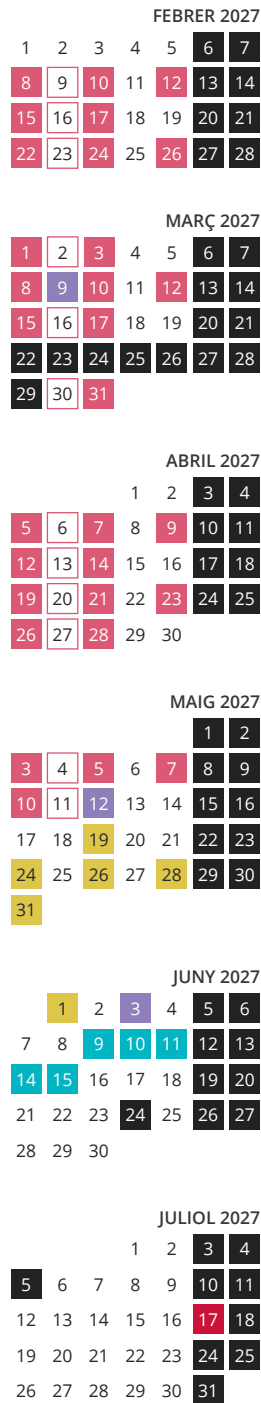 FEBRER 2027
1 2 3 4 5 6 7
8 9 10 11 12 13 14
15 16 17 18 19 20 21
22 23 24 25 26 27 28
MARÇ 2027
1 2 3 4 5 6 7
8 9 10 11 12 13 14
15 16 17 18 19 20 21
22 23 24 25 26 27 28
29 30 31
ABRIL 2027
1 2 3 4
5 6 7 8 9 10 11
12 13 14 15 16 17 18
19 20 21 22 23 24 25
26 27 28 29 30
MAIG 2027
1 2
3 4 5 6 7 8 9
10 11 12 13 14 15 16
17 18 19 20 21 22 23
24 25 26 27 28 29 30
31
JUNY 2027
1 2 3 4 5 6
7 8 9 10 11 12 13
14 15 16 17 18 19 20
21 22 23 24 25 26 27
28 29 30
JULIOL 2027
1 2 3 4
5 6 7 8 9 10 11
12 13 14 15 16 17 18
19 20 21 22 23 24 25
26 27 28 29 30 31